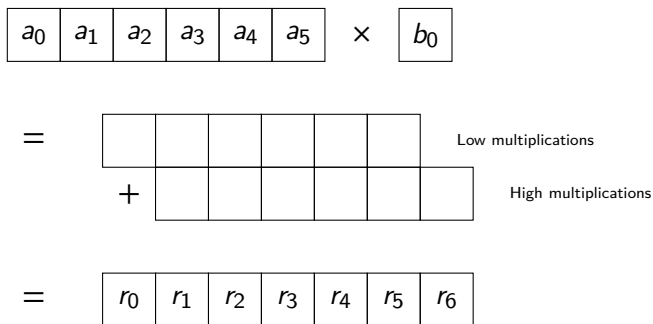 a₀ a₁ a₂ a₃ a₄ a₅ × b₀
= Low multiplications
+ High multiplications
= r₀ r₁ r₂ r₃ r₄ r₅ r₆